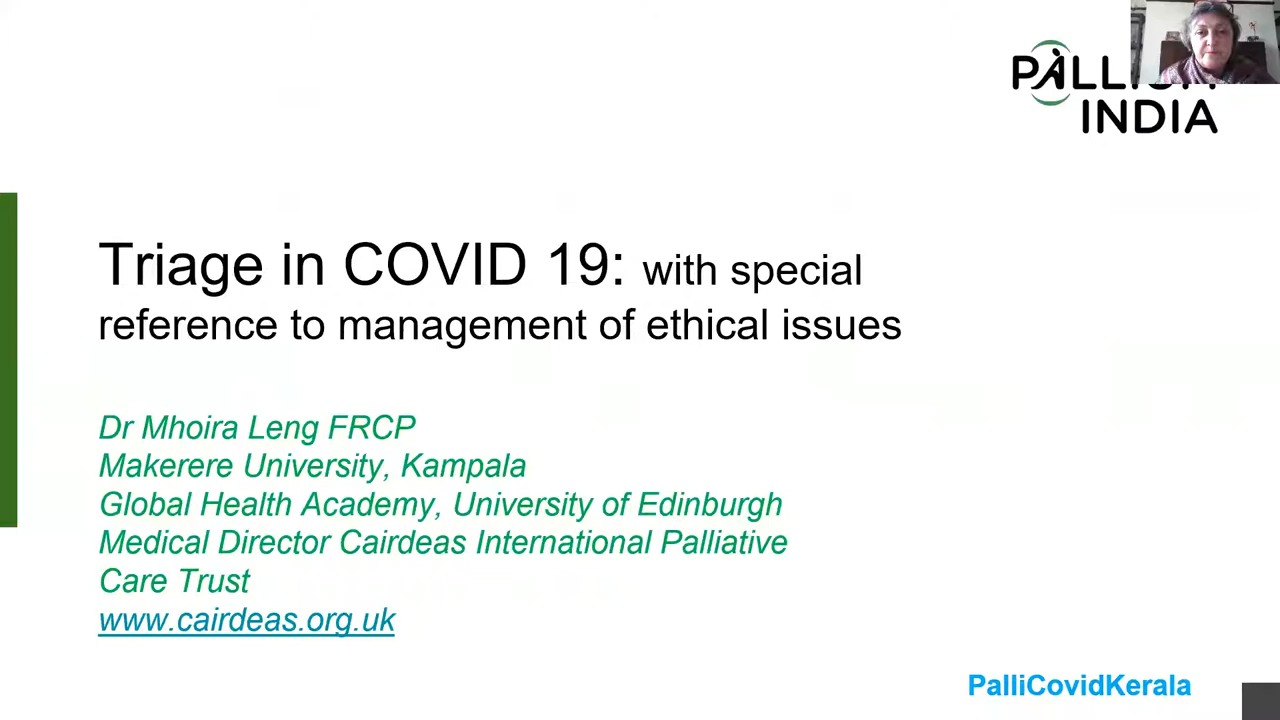 INDIA
Triage in COVID 19: with special
reference to management of ethical issues
Dr Mhoira Leng FRCP
Makerere University, Kampala
Global Health Academy, University of Edinburgh
Medical Director Cairdeas International Palliative
Care Trust
www.cairdeas.org.uk
PalliCovidKerala